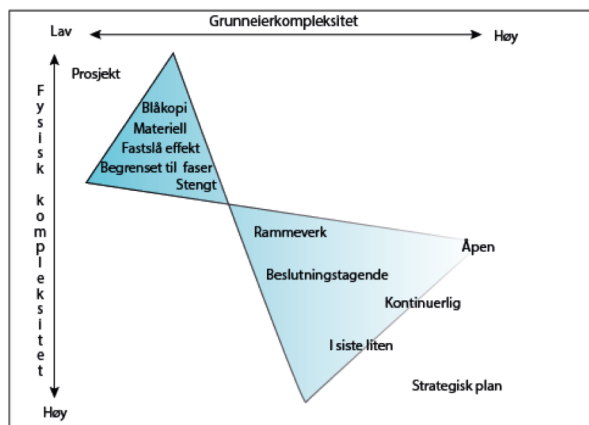 Grunneierkompleksitet
Lav
Høy
Prosjekt
Fysisk kompleksitet
Blåkopi
Materiell
Fastslå effekt
Begrenset til faser
Stengt
Rammeverk
Åpen
Beslutningstagende
Kontinuerlig
I siste liten
Strategisk plan
Høy